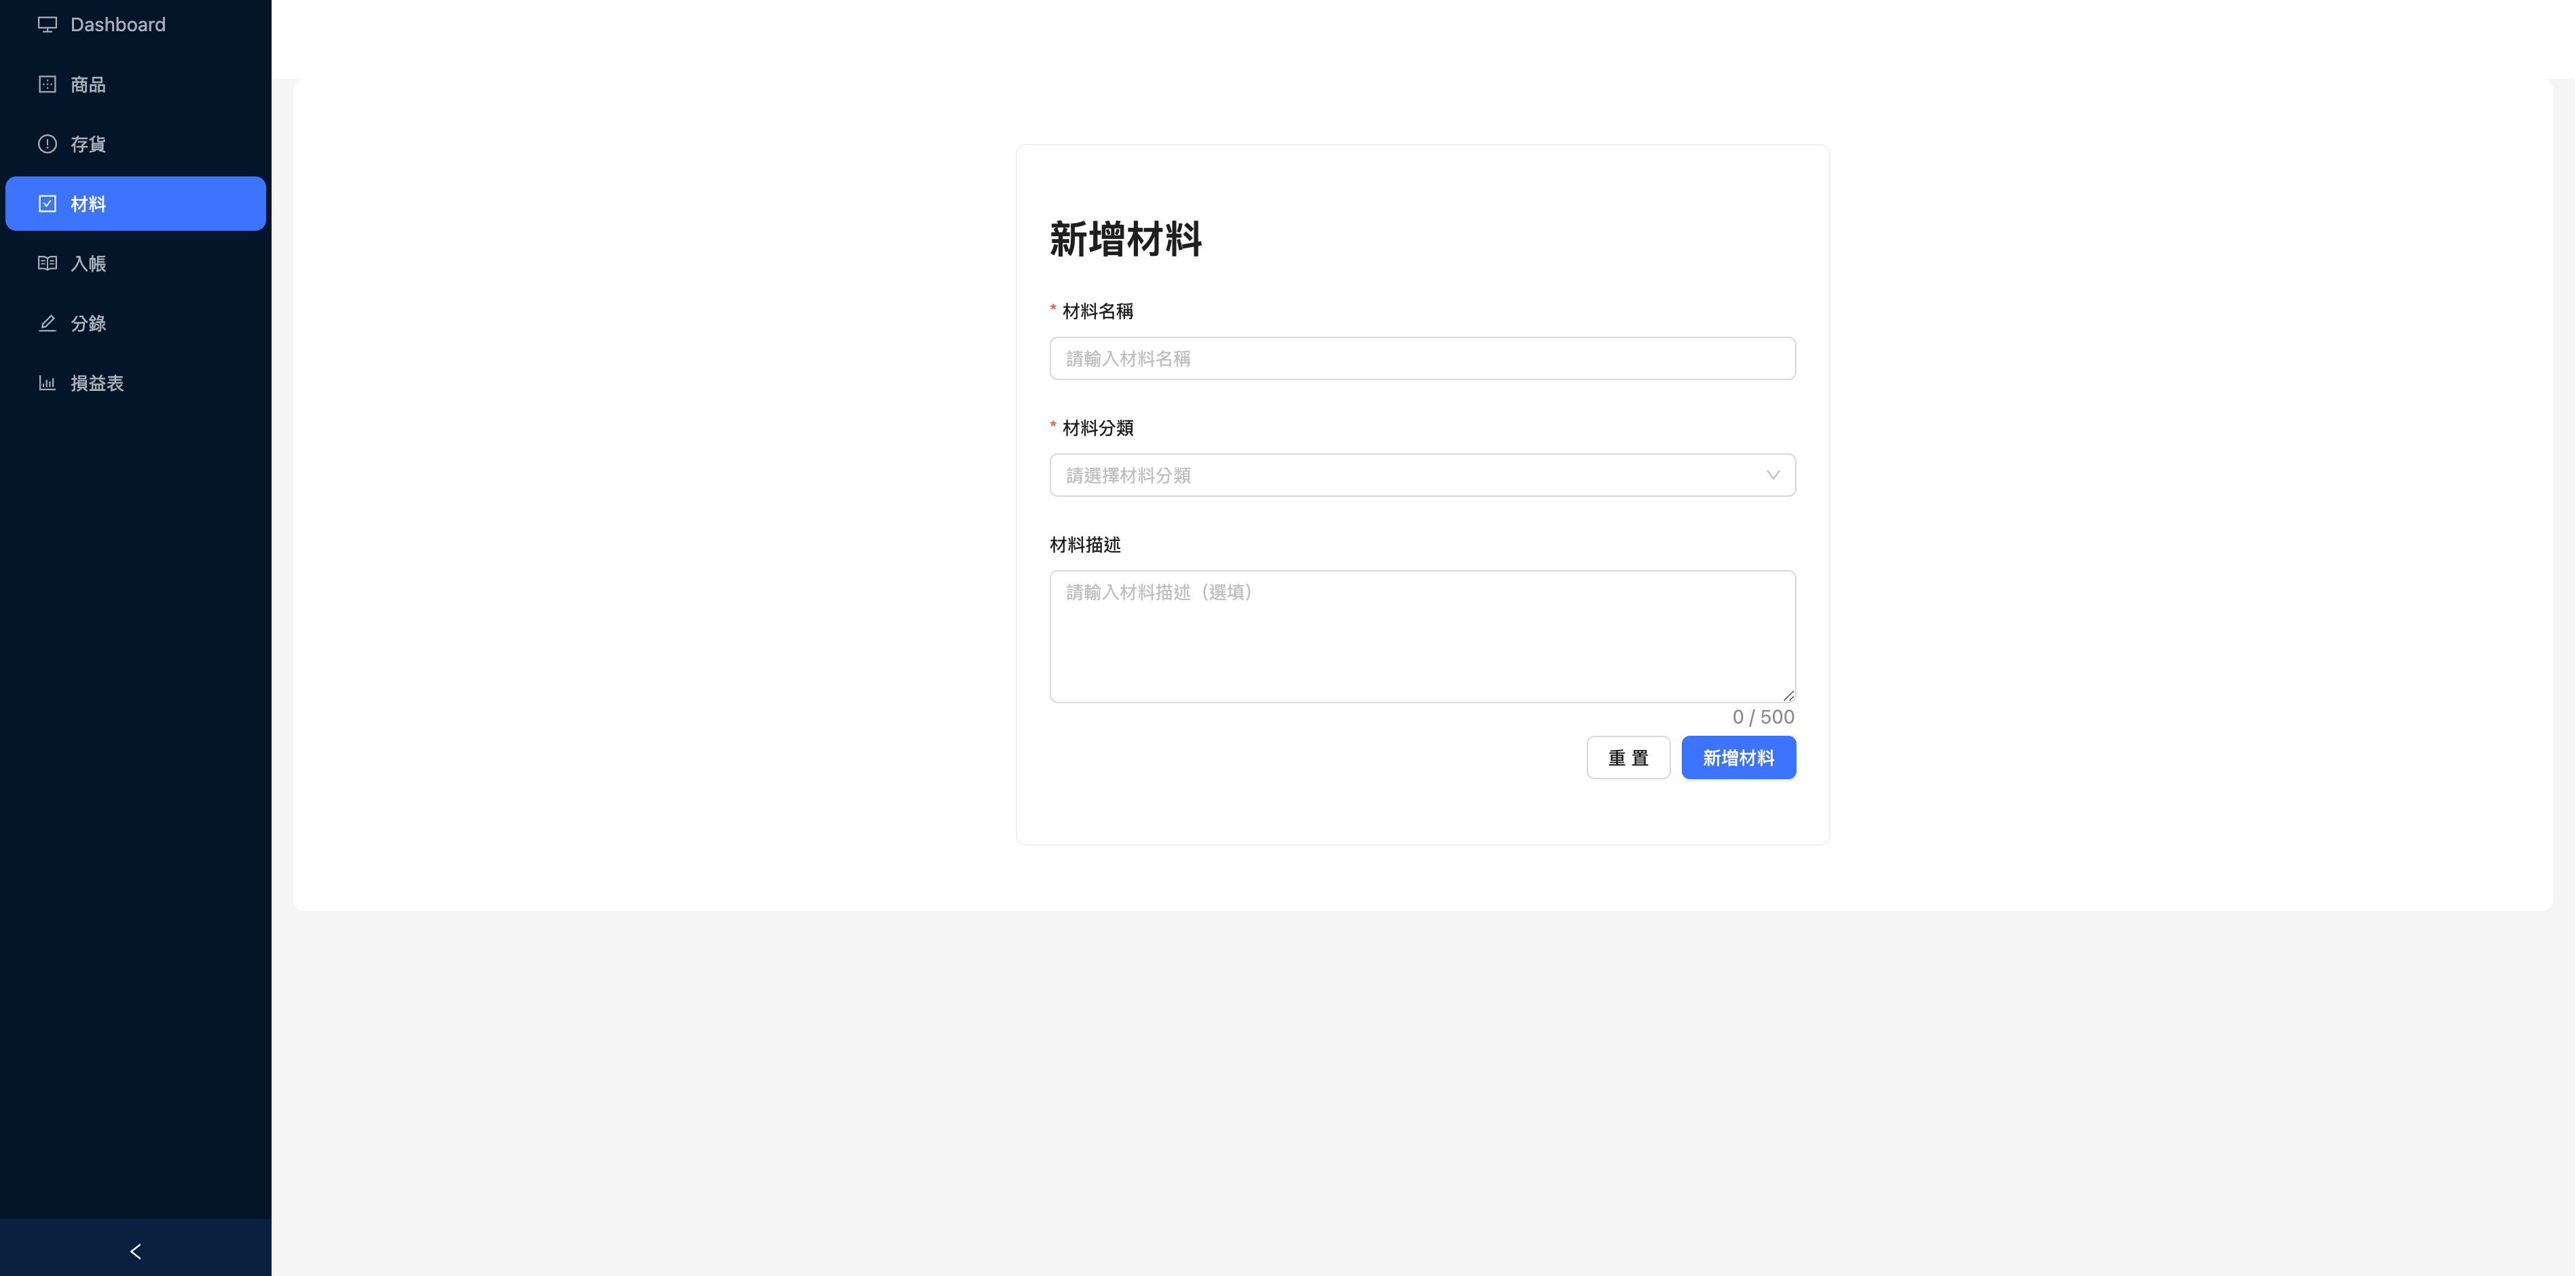 Dashboard
商品
存貨
材料
入帳
分錄
損益表
新增材料
* 材料名稱
請輸入材料名稱
* 材料分類
請選擇材料分類
材料描述
請輸入材料描述（選填）
0 / 500
重置 新增材料